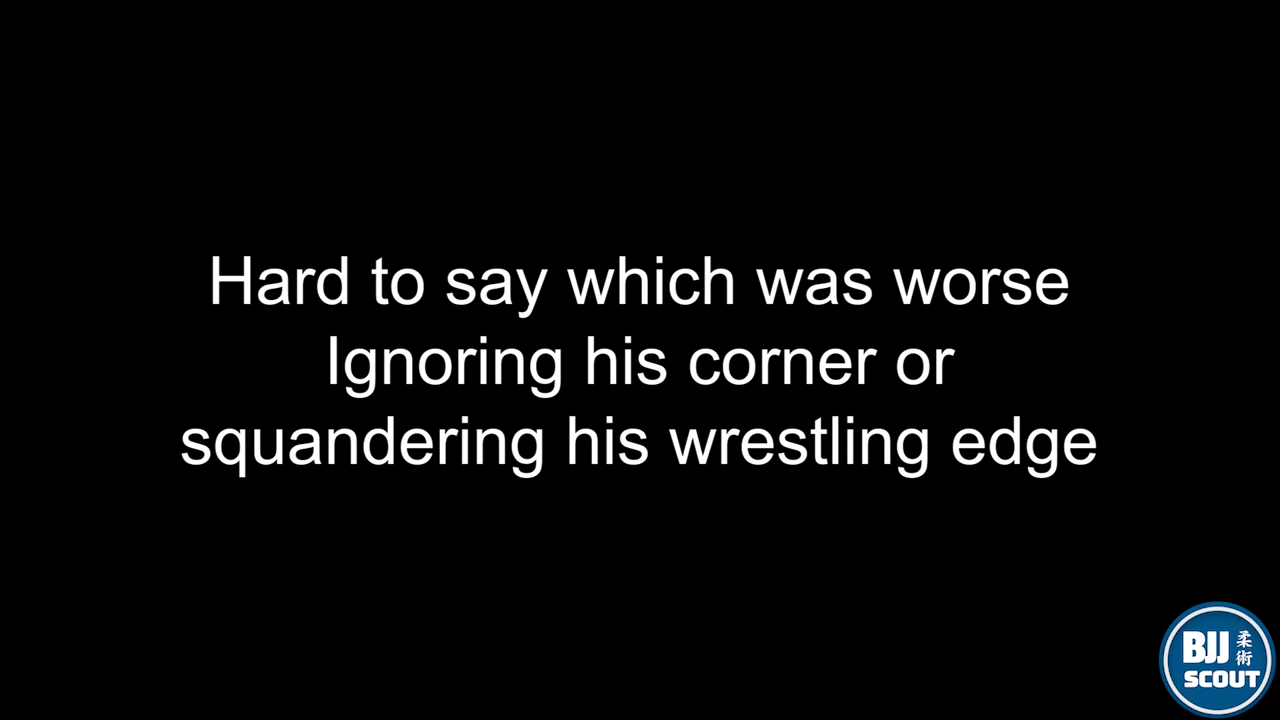 Hard to say which was worse
Ignoring his corner or
squandering his wrestling edge
BJJ 柔術
SCOUT